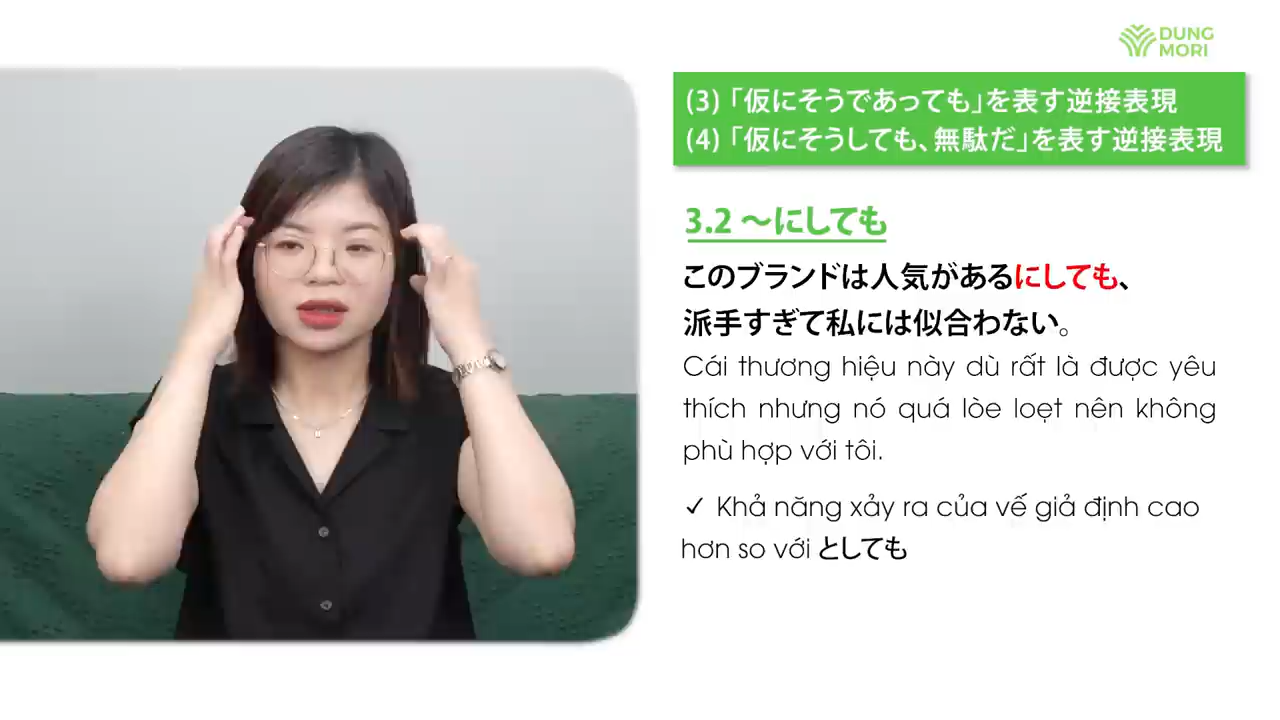 DUNG
MORI
(3) 「仮にそうであっても」を表す逆接表現
(4) 「仮にそうしても、無駄だ」を表す逆接表現
3.2 ～にしても
このブランドは人気があるにしても、
派手すぎて私には似合わない。
Cái thương hiệu này dù rất là được yêu
thích nhưng nó quá lòe loẹt nên không
phù hợp với tôi.
✓ Khả năng xảy ra của vế giả định cao
hơn so với としても